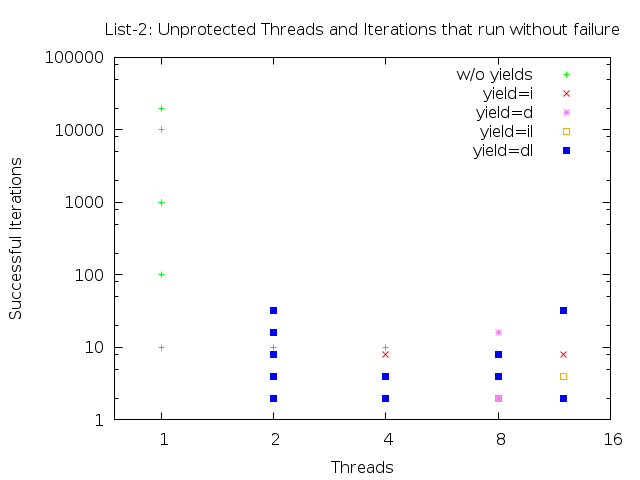 List-2: Unprotected Threads and Iterations that run without failure
100000
10000
1000
100
10
1
Successful Iterations
w/o yields
yield=i
yield=d
yield=il
yield=dl
1 2 4 8 16
Threads